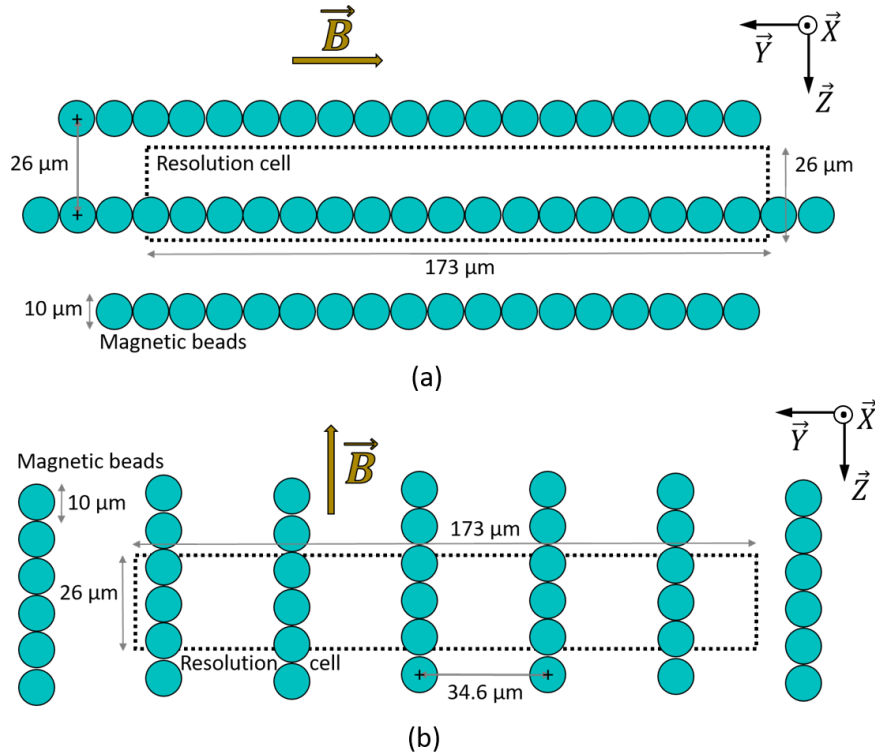 B
X
Y
Z
26 μm
Resolution cell
26 μm
173 μm
10 μm
Magnetic beads
(a)
B
X
Y
Z
Magnetic beads
10 μm
173 μm
26 μm
Resolution cell
34.6 μm
(b)